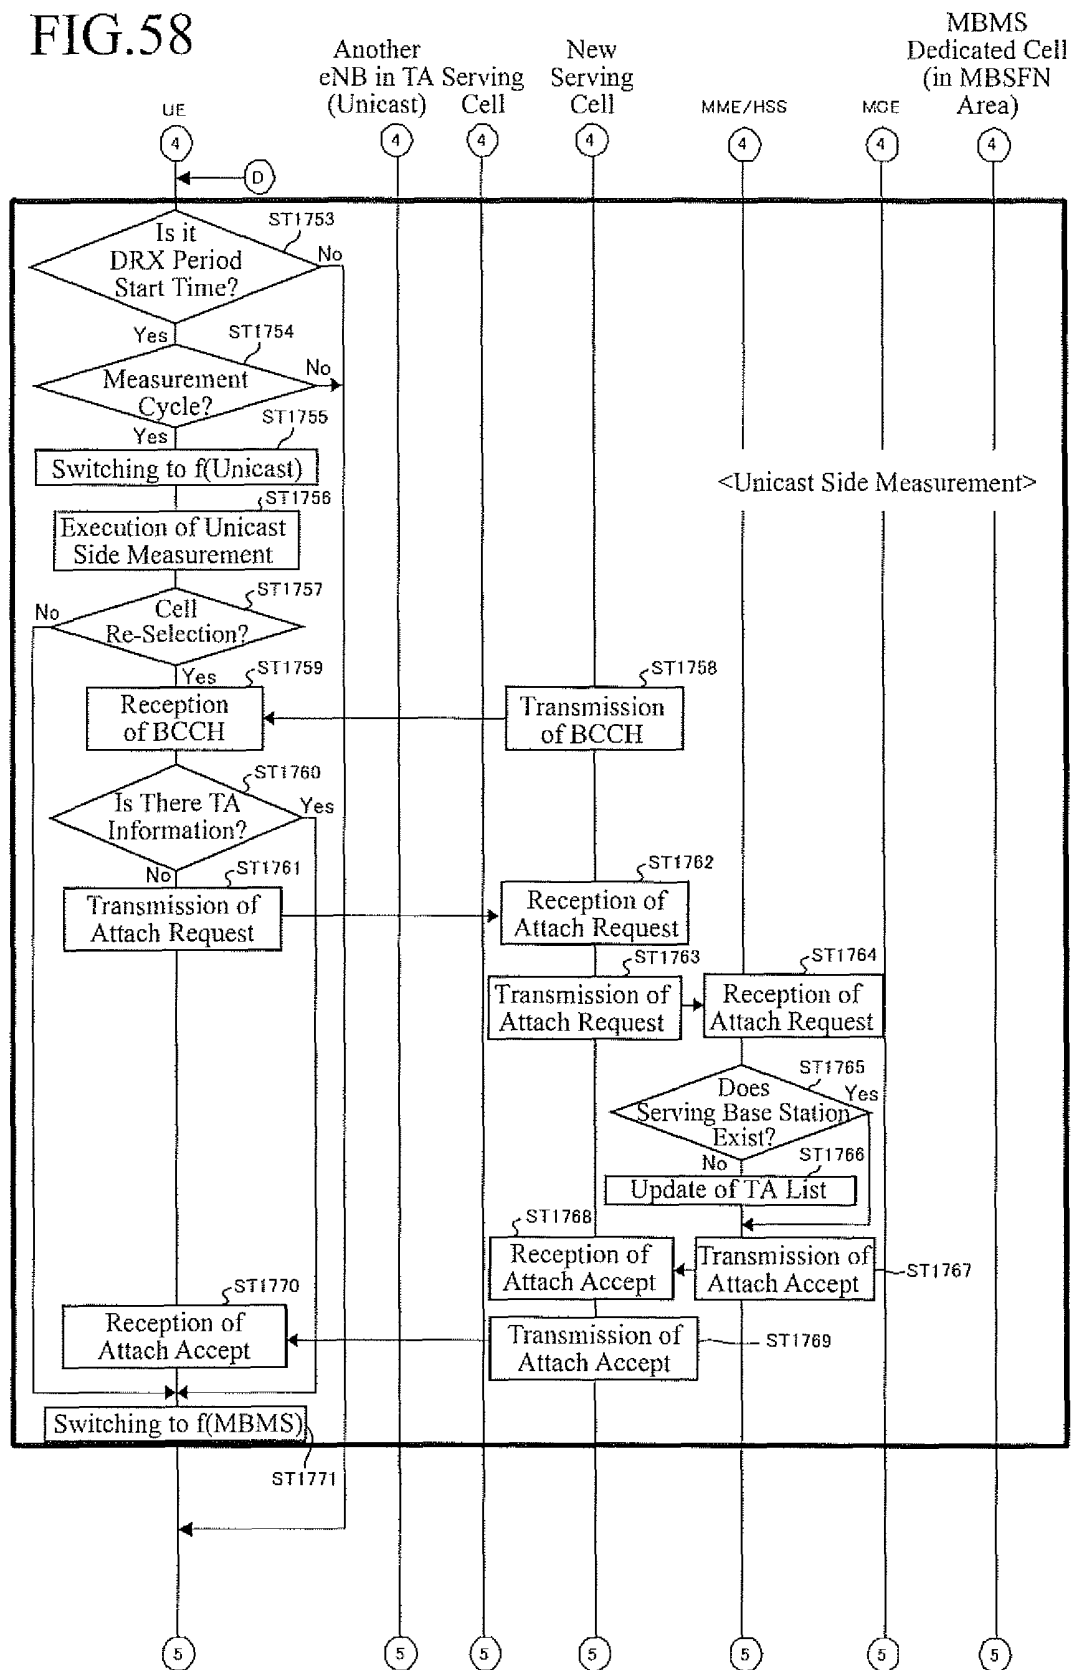 FIG.58
Another
eNB in TA
(Unicast)
Serving
Cell
New
Serving
Cell
MBMS
Dedicated Cell
(in MBSFN
Area)
UE
MME/HSS
MCE
4
4
4
4
4
4
4
D
ST1753
Is it
DRX Period
Start Time?
No
Yes
ST1754
Measurement
Cycle?
No
Yes
ST1755
Switching to f(Unicast)
<Unicast Side Measurement>
ST1756
Execution of Unicast
Side Measurement
ST1757
Cell
Re-Selection?
No
Yes
ST1759
Reception
of BCCH
ST1758
Transmission
of BCCH
ST1760
Is There TA
Information?
Yes
No
ST1761
Transmission of
Attach Request
ST1762
Reception of
Attach Request
ST1763
Transmission of
Attach Request
ST1764
Reception of
Attach Request
ST1765
Does
Serving Base Station
Exist?
Yes
No
ST1766
Update of TA List
ST1768
Reception of
Attach Accept
Transmission of
Attach Accept
ST1767
ST1770
Reception of
Attach Accept
Transmission of
Attach Accept
ST1769
Switching to f(MBMS)
ST1771
5
5
5
5
5
5
5